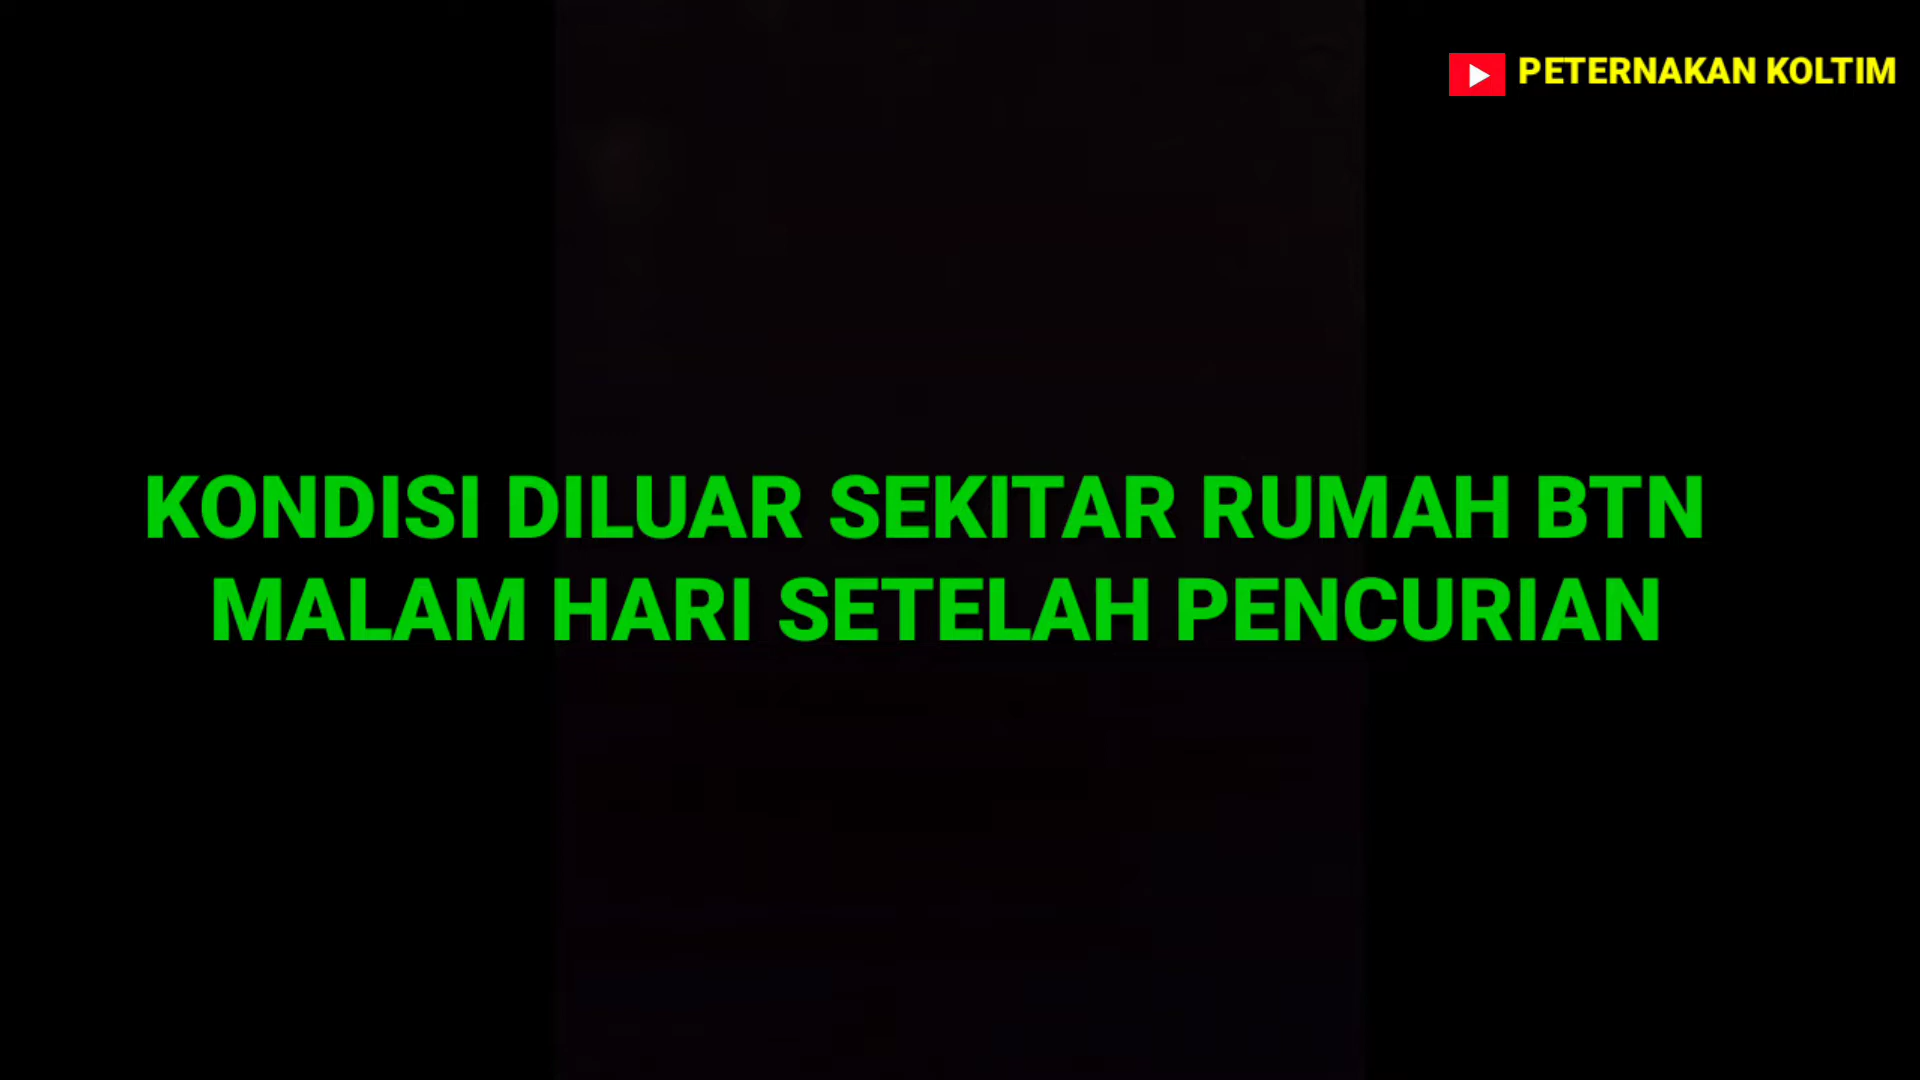 PETERNAKAN KOLTIM
KONDISI DILUAR SEKITAR RUMAH BTN
MALAM HARI SETELAH PENCURIAN